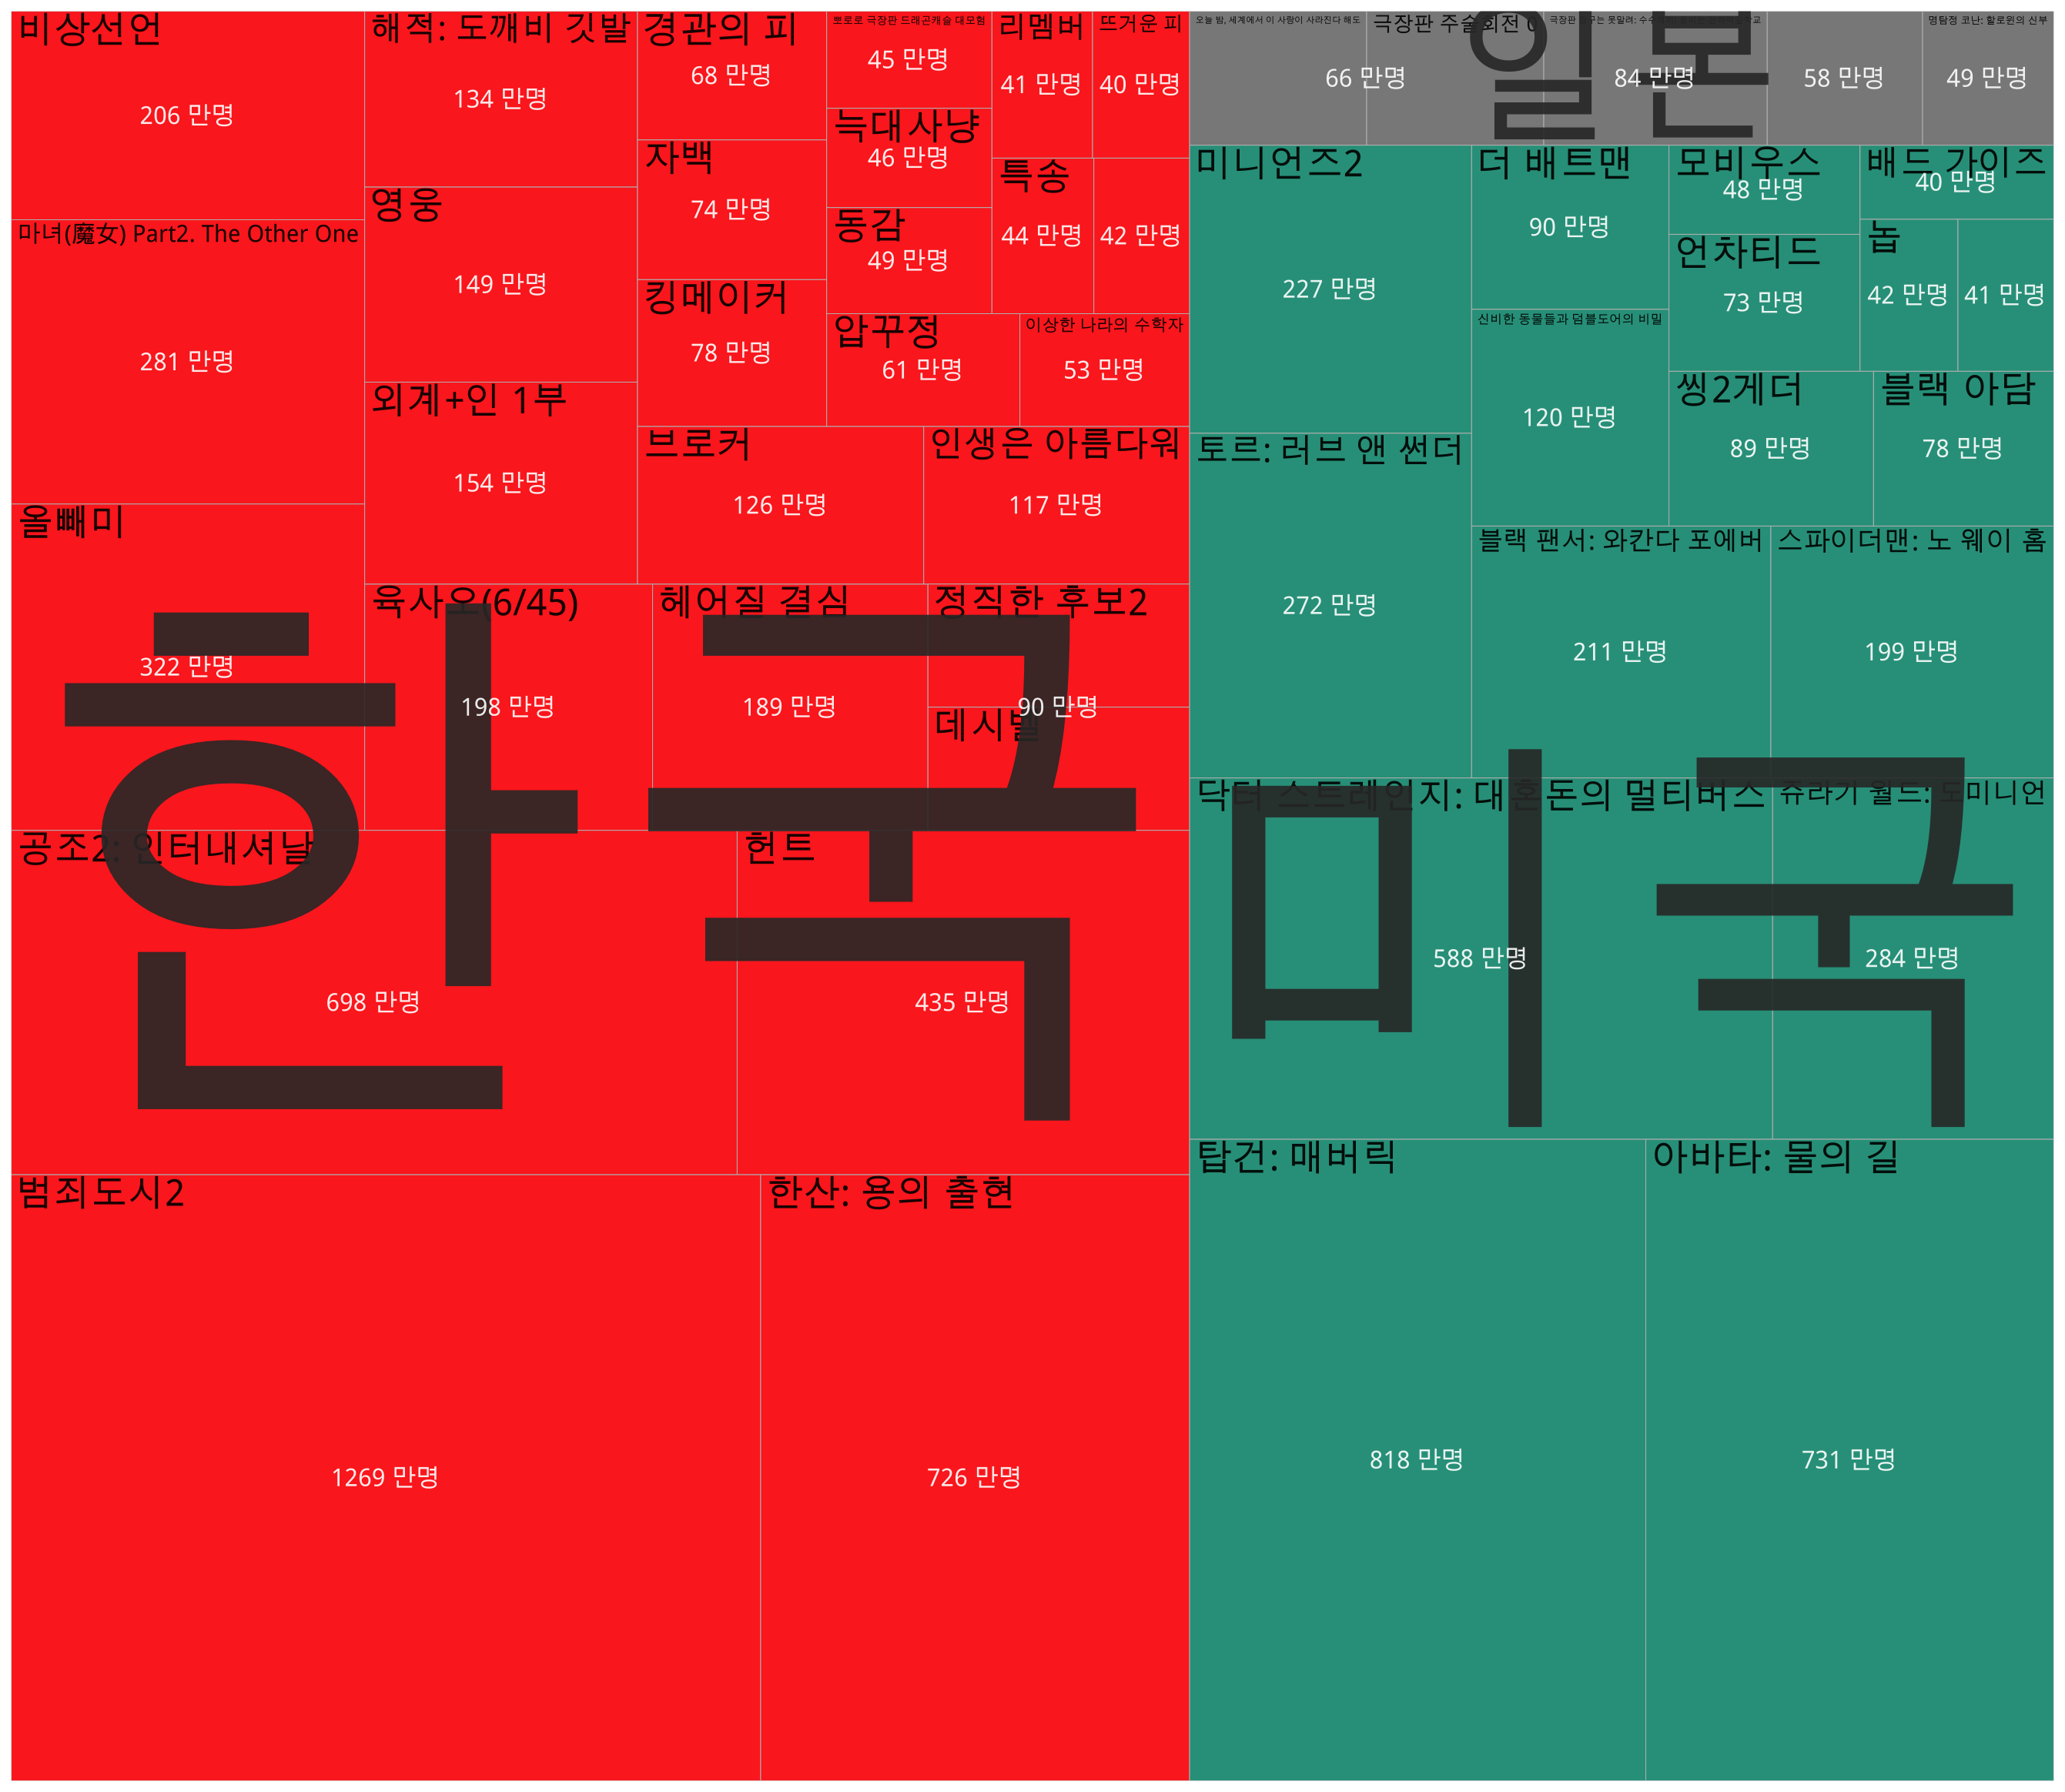 비상선언
206 만명
마녀(魔女) Part2. The Other One
281 만명
올빼미
322 만명
해적: 도깨비 깃발
134 만명
영웅
149 만명
외계+인 1부
154 만명
경관의 피
68 만명
자백
74 만명
킹메이커
78 만명
뽀로로 극장판 드래곤캐슬 대모험
45 만명
늑대사냥
46 만명
동감
49 만명
리멤버
41 만명
뜨거운 피
40 만명
특송
44 만명
42 만명
압꾸정
61 만명
이상한 나라의 수학자
53 만명
브로커
126 만명
인생은 아름다워
117 만명
육사오(6/45)
198 만명
헤어질 결심
189 만명
정직한 후보2
90 만명
데시벨
한국
공조2: 인터내셔날
698 만명
헌트
435 만명
범죄도시2
1269 만명
한산: 용의 출현
726 만명
오늘 밤, 세계에서 이 사랑이 사라진다 해도
66 만명
극장판 주술회전 0
극장판
84 만명
58 만명
명탐정 코난: 할로윈의 신부
49 만명
일본
미니언즈2
227 만명
토르: 러브 앤 썬더
272 만명
더 배트맨
90 만명
신비한 동물들과 덤블도어의 비밀
120 만명
모비우스
48 만명
언차티드
73 만명
배드 가이즈
40 만명
놉
42 만명
41 만명
씽2게더
89 만명
블랙 아담
78 만명
블랙 팬서: 와칸다 포에버
211 만명
스파이더맨: 노 웨이 홈
199 만명
닥터 스트레인지: 대혼돈의 멀티버스
588 만명
쥬라기 월드: 도미니언
284 만명
미국
탑건: 매버릭
818 만명
아바타: 물의 길
731 만명